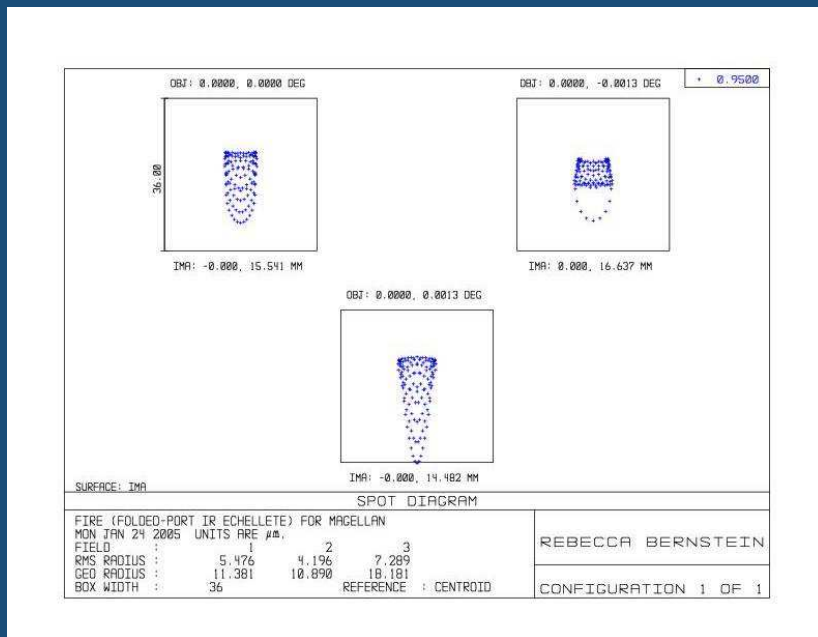 OBJ: 0.0000, 0.0000 DEG
OBJ: 0.0000, -0.0013 DEG
+ 0.9500
36.00
IMA: -0.000, 15.541 MM
IMA: 0.000, 16.637 MM
OBJ: 0.0000, 0.0013 DEG
IMA: -0.000, 14.482 MM
SURFACE: IMA
SPOT DIAGRAM
FIRE (FOLDED-PORT IR ECHELLETE) FOR MAGELLAN
MON JAN 24 2005 UNITS ARE µm.
FIELD : 1 2 3
RMS RADIUS : 5.476 4.196 7.289
GEO RADIUS : 11.381 10.890 18.181
BOX WIDTH : 36 REFERENCE : CENTROID
REBECCA BERNSTEIN
CONFIGURATION 1 OF 1